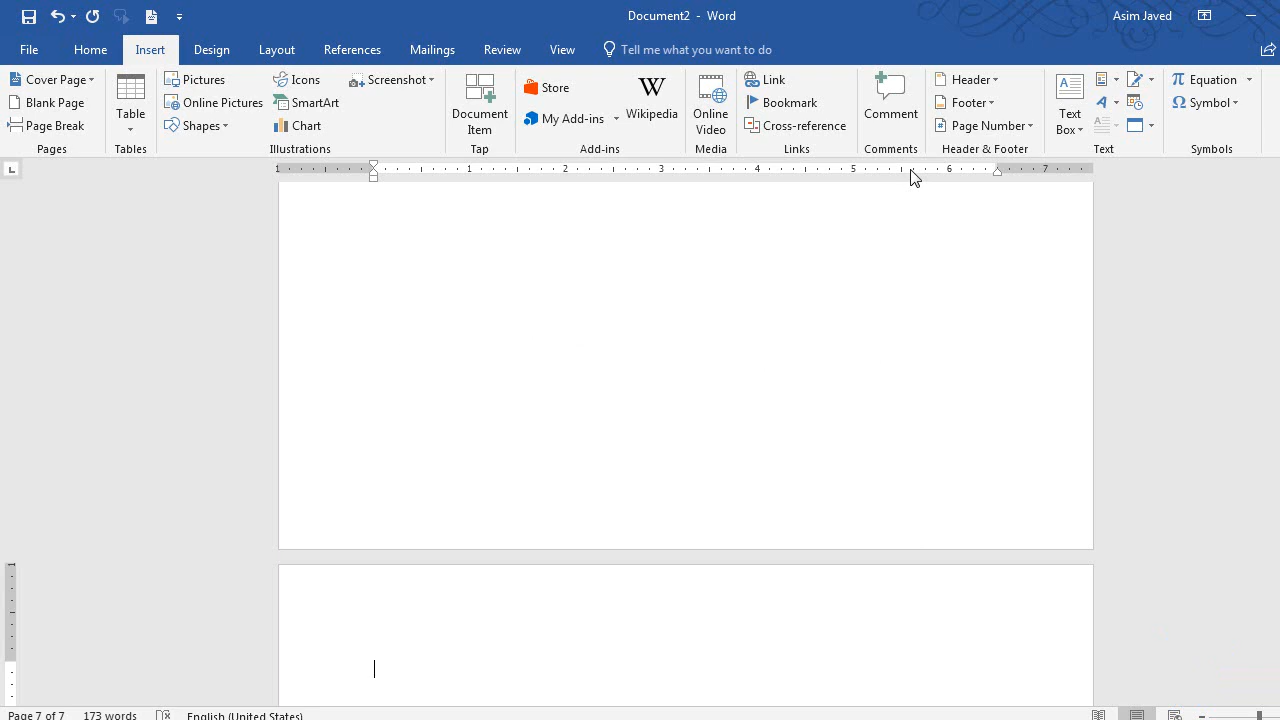 Document2 - Word
Asim Javed
File Home Insert Design Layout References Mailings Review View Tell me what you want to do
Cover Page
Blank Page
Page Break
Pages
Table
Tables
Pictures
Online Pictures
Shapes
Icons
SmartArt
Chart
Screenshot
Illustrations
Document
Item
Tap
Store
My Add-ins
W
Wikipedia
Add-ins
Online
Video
Media
Link
Bookmark
Cross-refere
Links
Comment
Comments
Header
Footer
Page Number
Header & Footer
Text
Box
Text
π Equation
Ω Symbol
Symbols
1 1 2 3 4 5 6 7
1
Page 7 of 7 173 words English (United States)